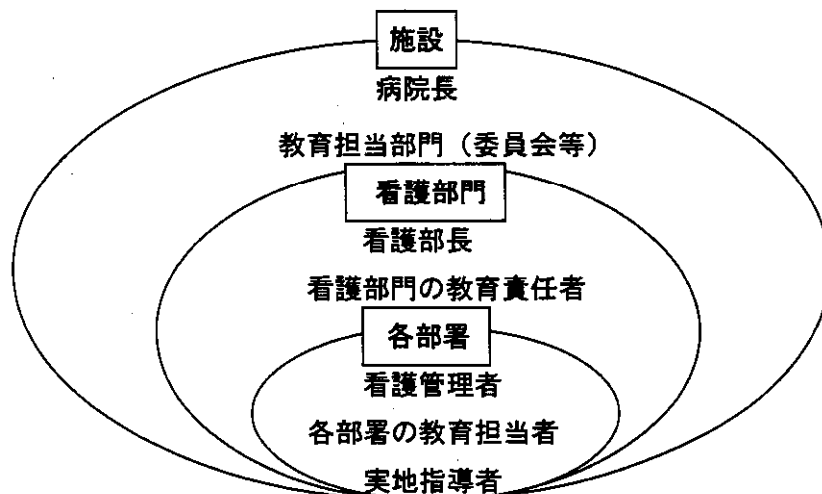 施設
病院長
教育担当部門（委員会等）
看護部門
看護部長
看護部門の教育責任者
各部署
看護管理者
各部署の教育担当者
実地指導者